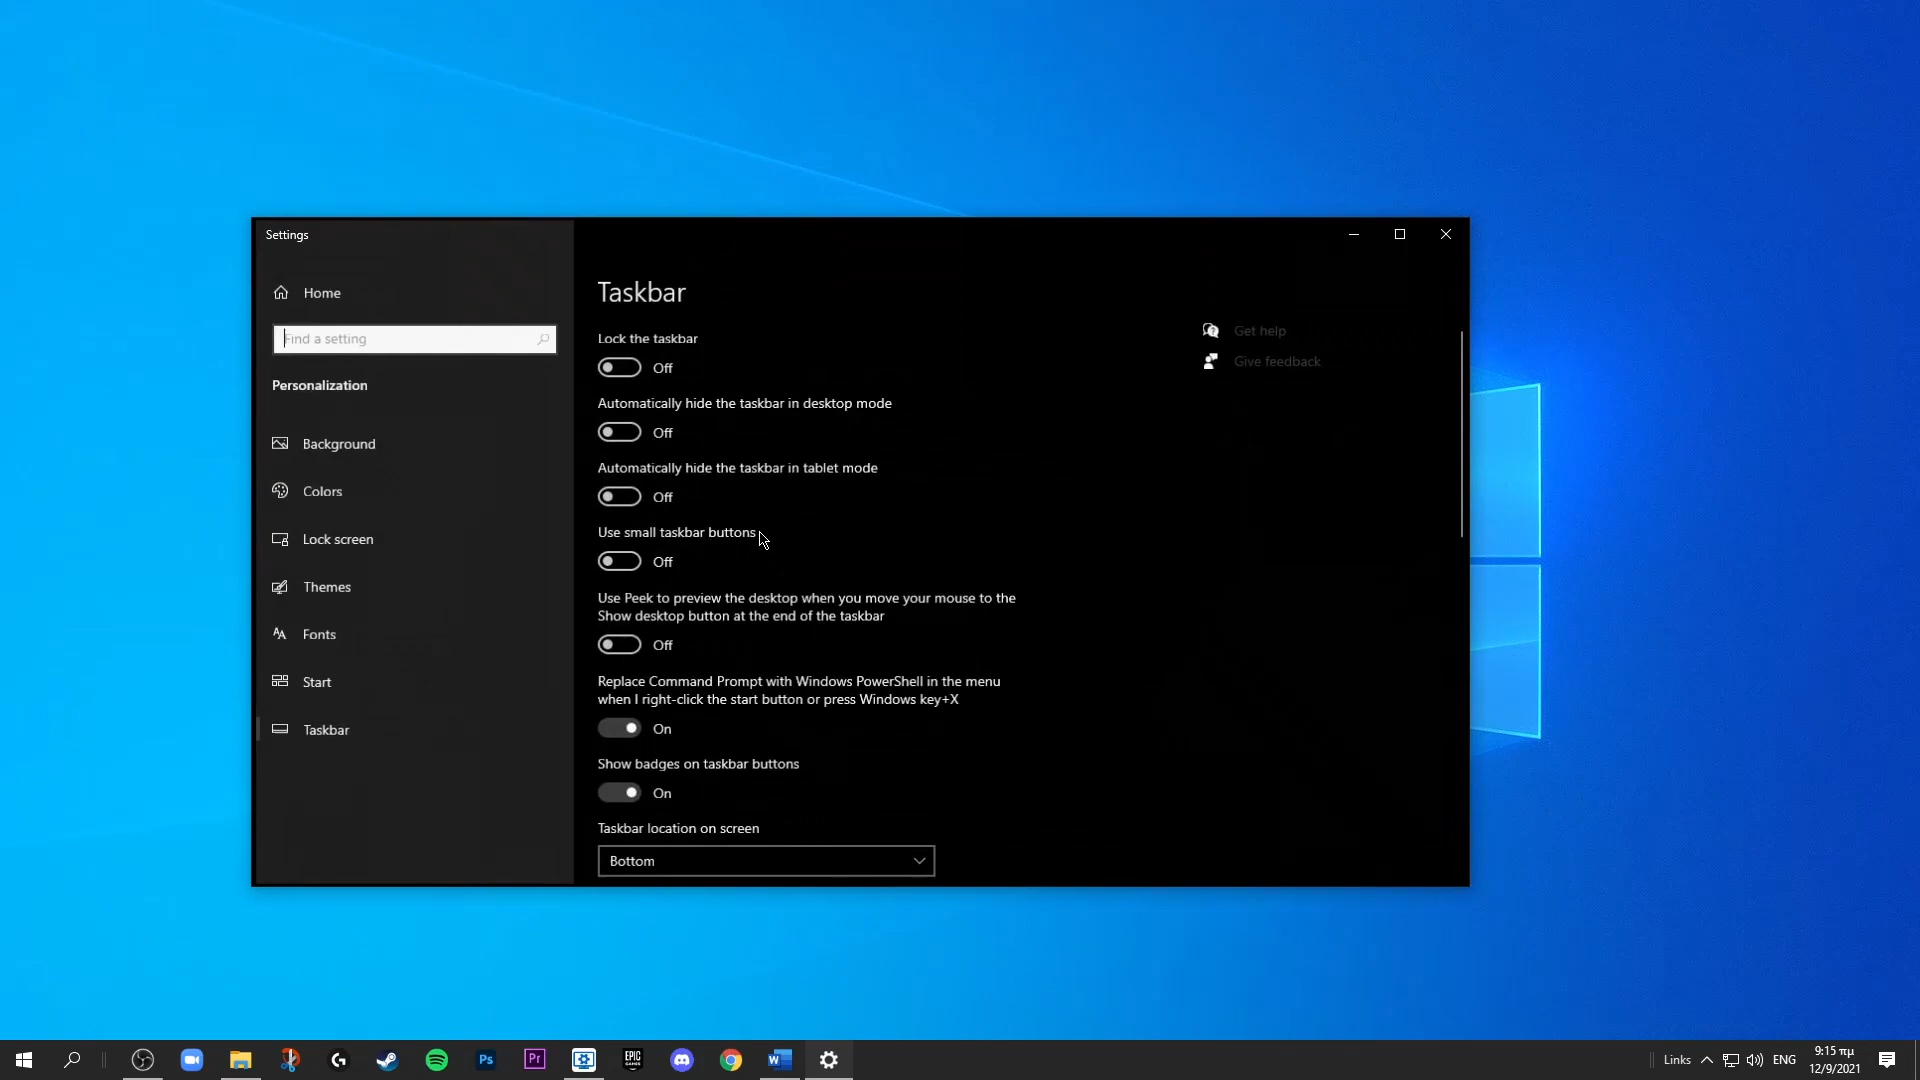 Settings
Home
Find a setting
Personalization
Background
Colors
Lock screen
Themes
Fonts
Start
Taskbar
Taskbar
Lock the taskbar
Off
Automatically hide the taskbar in desktop mode
Off
Automatically hide the taskbar in tablet mode
Off
Use small taskbar buttons
Off
Use Peek to preview the desktop when you move your mouse to the
Show desktop button at the end of the taskbar
Off
Replace Command Prompt with Windows PowerShell in the menu
when I right-click the start button or press Windows key+X
On
Show badges on taskbar buttons
On
Taskbar location on screen
Bottom
Get help
Give feedback
Ps
Pr
EPIC
GAMES
W
Links
ENG
9:15 πμ
12/9/2021